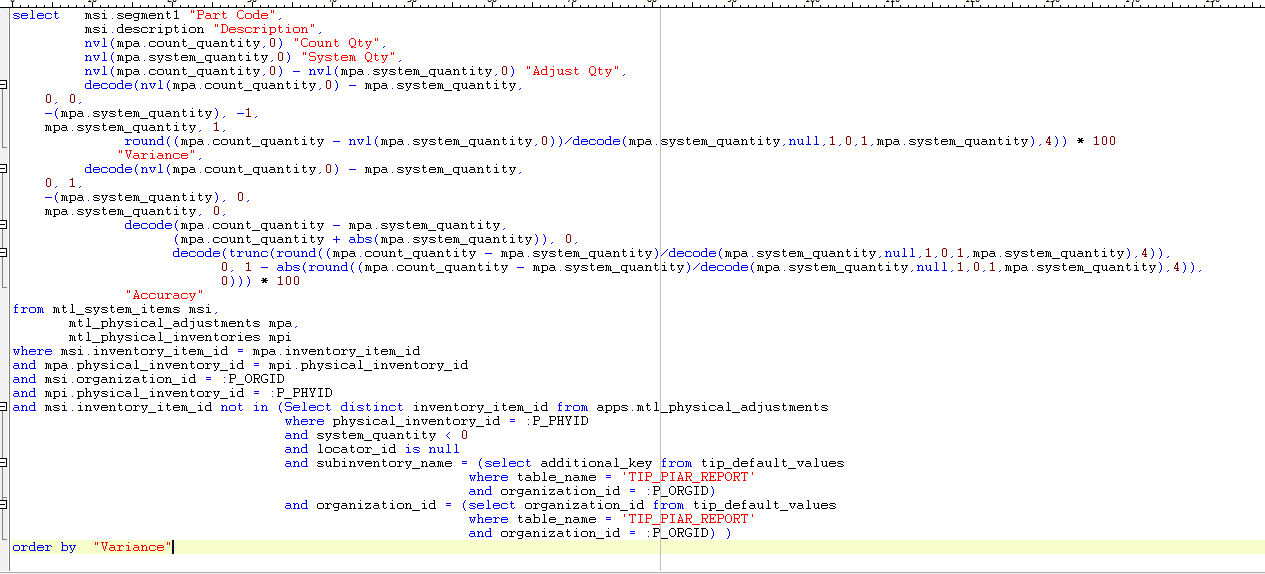 select   msi.segment1 "Part Code",
         msi.description "Description",
         nvl(mpa.count_quantity,0) "Count Qty",
         nvl(mpa.system_quantity,0) "System Qty",
         nvl(mpa.count_quantity,0) - nvl(mpa.system_quantity,0) "Adjust Qty",
         decode(nvl(mpa.count_quantity,0) - mpa.system_quantity,
    0, 0,
    -(mpa.system_quantity), -1,
    mpa.system_quantity, 1,
              round((mpa.count_quantity - nvl(mpa.system_quantity,0))/decode(mpa.system_quantity,null,1,0,1,mpa.system_quantity),4)) * 100
             "Variance",
         decode(nvl(mpa.count_quantity,0) - mpa.system_quantity,
    0, 1,
    -(mpa.system_quantity), 0,
    mpa.system_quantity, 0,
              decode(mpa.count_quantity - mpa.system_quantity,
                    (mpa.count_quantity + abs(mpa.system_quantity)), 0,
                    decode(trunc(round((mpa.count_quantity - mpa.system_quantity)/decode(mpa.system_quantity,null,1,0,1,mpa.system_quantity),4)),
                          0, 1 - abs(round((mpa.count_quantity - mpa.system_quantity)/decode(mpa.system_quantity,null,1,0,1,mpa.system_quantity),4)),
                          0))) * 100
              "Accuracy"
from mtl_system_items msi,
       mtl_physical_adjustments mpa,
       mtl_physical_inventories mpi
where msi.inventory_item_id = mpa.inventory_item_id
and mpa.physical_inventory_id = mpi.physical_inventory_id
and msi.organization_id = :P_ORGID
and mpi.physical_inventory_id = :P_PHYID
and msi.inventory_item_id not in (Select distinct inventory_item_id from apps.mtl_physical_adjustments
                                  where physical_inventory_id = :P_PHYID
                                  and system_quantity < 0
                                  and locator_id is null
                                  and subinventory_name = (select additional_key from tip_default_values
                                                         where table_name = 'TIP_PIAR_REPORT'
                                                         and organization_id = :P_ORGID)
                                  and organization_id = (select organization_id from tip_default_values
                                                         where table_name = 'TIP_PIAR_REPORT'
                                                         and organization_id = :P_ORGID) )
order by  "Variance"